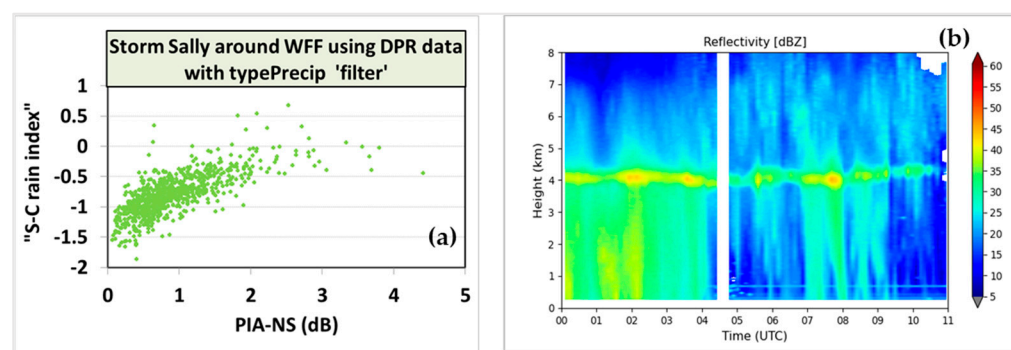 Storm Sally around WFF using DPR data
with typePrecip 'filter'
"S-C rain index"
1
0.5
0
-0.5
-1
-1.5
-2
(a)
0 1 2 3 4 5
PIA-NS (dB)
Reflectivity [dBZ]
(b)
Height (km)
8
7
6
5
4
3
2
1
0
00 01 02 03 04 05 06 07 08 09 10 11
Time (UTC)
60
55
50
45
40
35
30
25
20
15
10
5